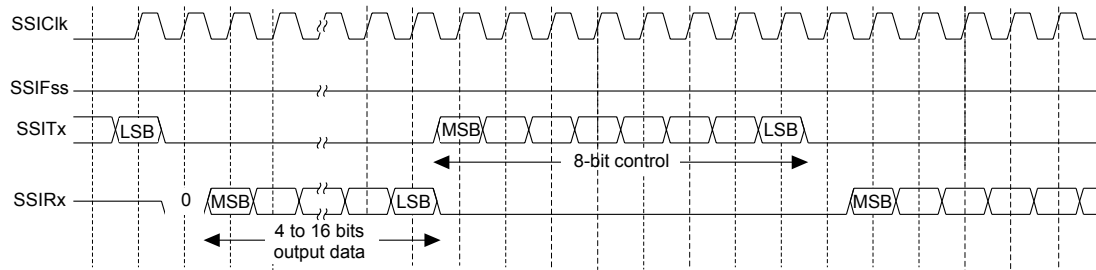 SSIClk
SSIFss
SSITx
LSB
MSB
LSB
8-bit control
SSIRx
0
MSB
LSB
MSB
4 to 16 bits
output data